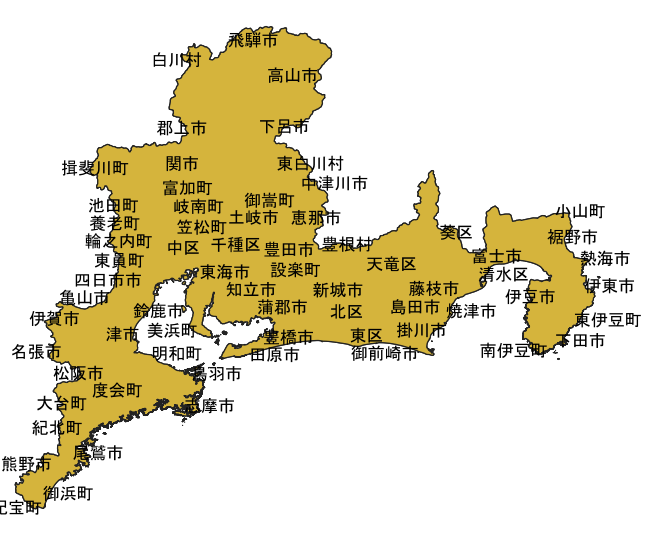 飛騨市
白川村
高山市
郡上市
下呂市
関市
東白川村
揖斐川町
中津川市
富加町
御嵩町
池田町
岐南町
小山町
土岐市
恵那市
養老町
笠松町
葵区
裾野市
輪之内町
中区
千種区
豊田市
豊根村
富士市
熱海市
東員町
天竜区
設楽町
東海市
清水区
四日市市
伊東市
知立市
新城市
藤枝市
伊豆市
亀山市
蒲郡市
島田市
鈴鹿市
北区
焼津市
伊賀市
東伊豆町
美浜町
掛川市
津市
豊橋市
東区
下田市
名張市
明和町
田原市
御前崎市
南伊豆町
松阪市
鳥羽市
度会町
大台町
志摩市
紀北町
尾鷲市
熊野市
御浜町
紀宝町